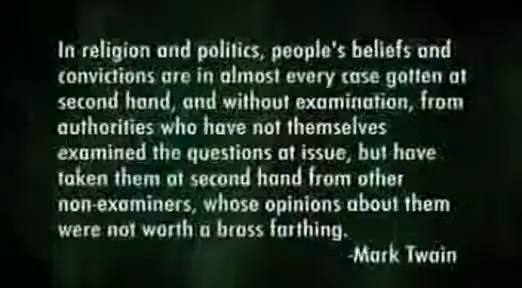 In religion and politics, people's beliefs and
convictions are in almost every case gotten at
second hand, and without examination, from
authorities who have not themselves
examined the questions at issue, but have
taken them at second hand from other
non-examiners, whose opinions about them
were not worth a brass farthing.
-Mark Twain